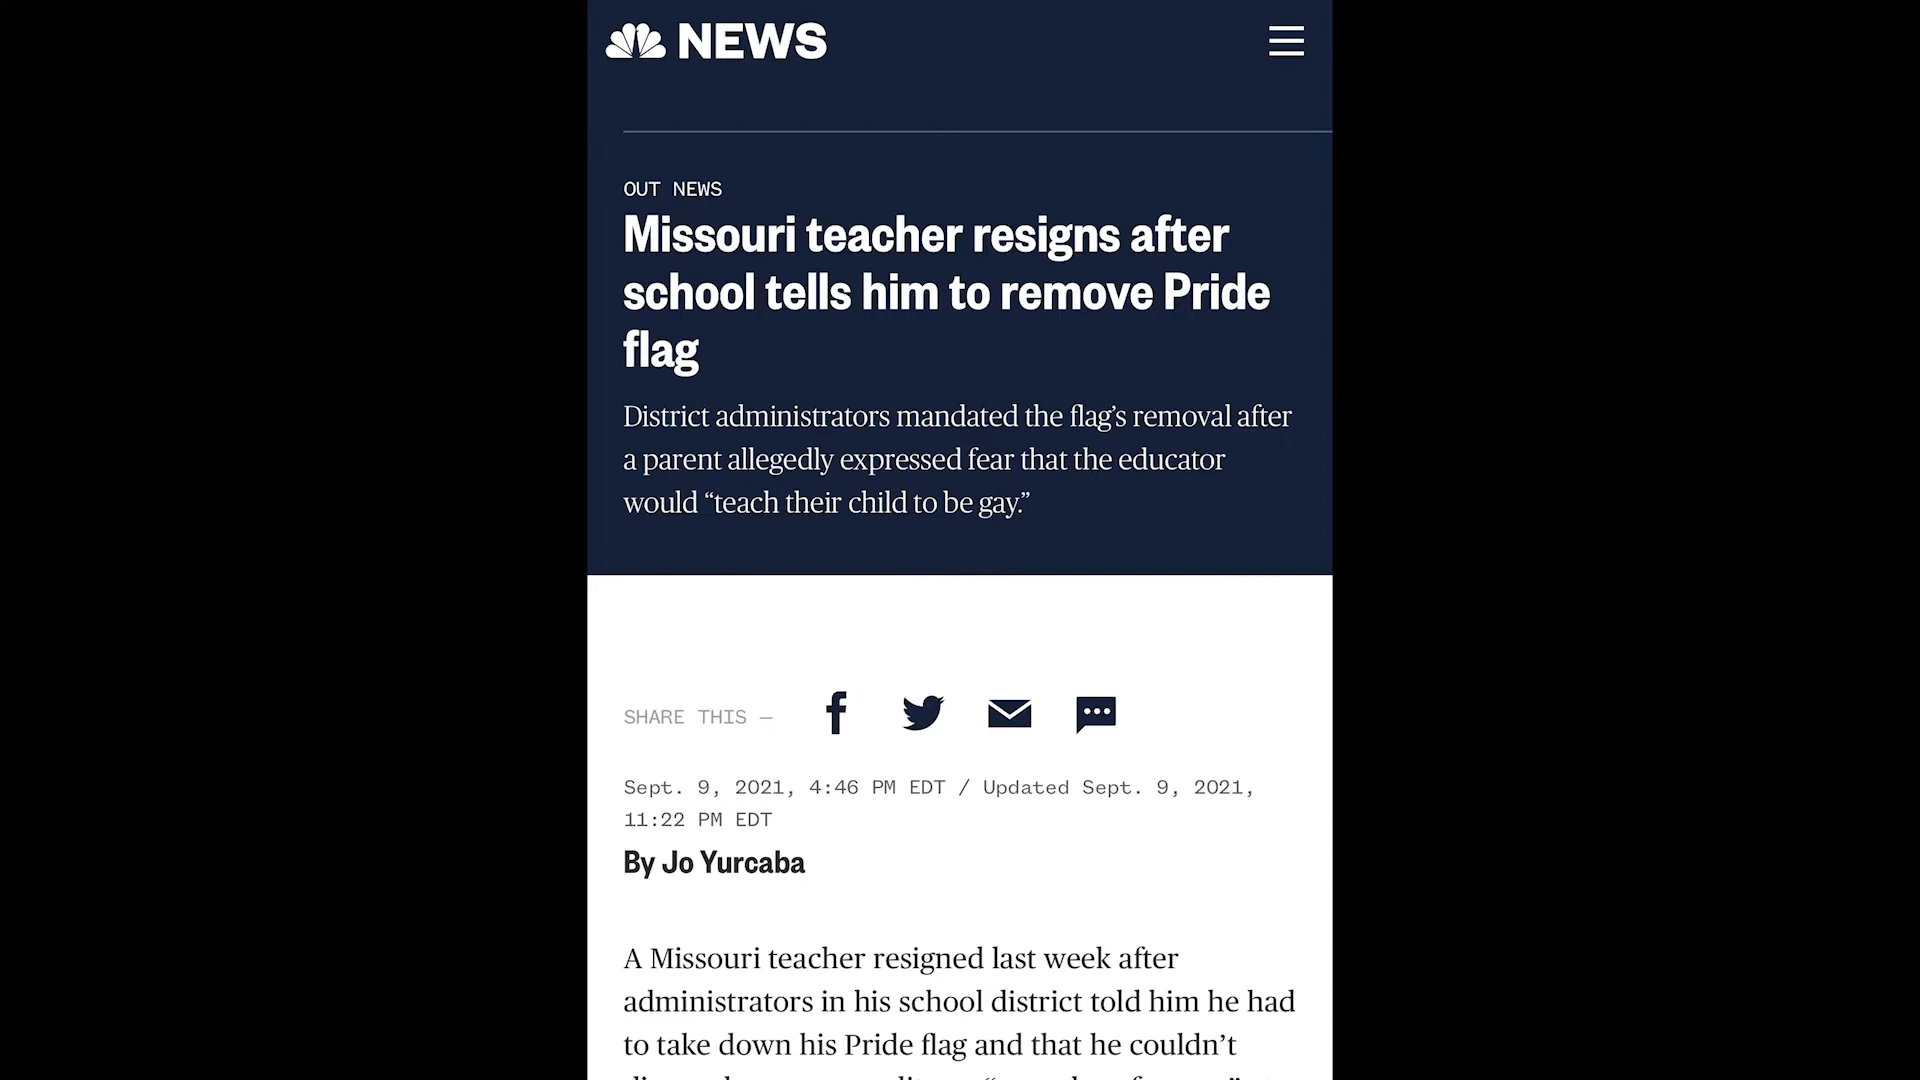 NEWS
OUT NEWS
Missouri teacher resigns after
school tells him to remove Pride
flag
District administrators mandated the flag’s removal after
a parent allegedly expressed fear that the educator
would “teach their child to be gay.”
SHARE THIS —
Sept. 9, 2021, 4:46 PM EDT / Updated Sept. 9, 2021,
11:22 PM EDT
By Jo Yurcaba
A Missouri teacher resigned last week after
administrators in his school district told him he had
to take down his Pride flag and that he couldn’t